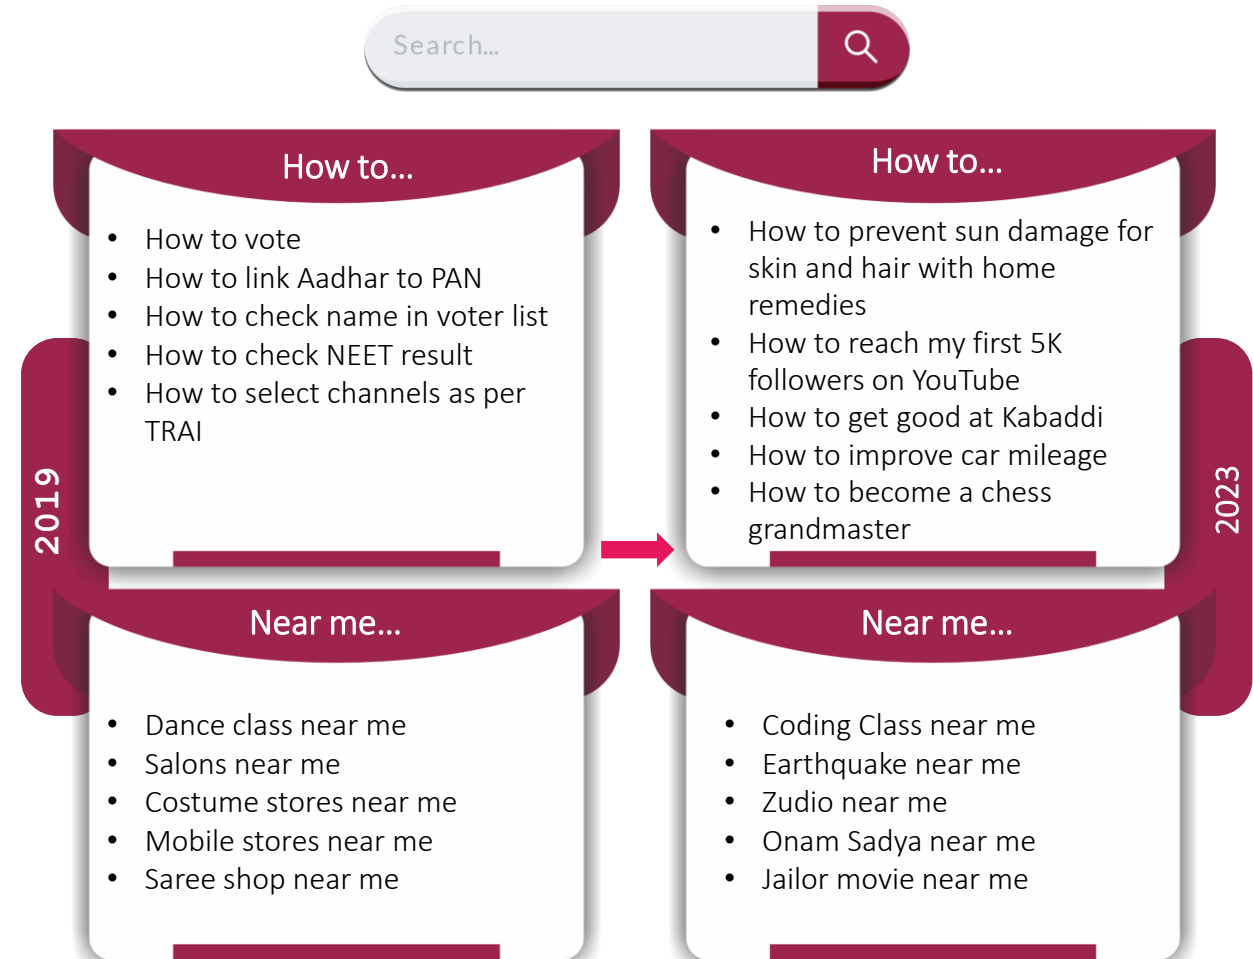 Search...
How to...
• How to vote
• How to link Aadhar to PAN
• How to check name in voter list
• How to check NEET result
• How to select channels as per
TRAI
How to...
• How to prevent sun damage for
skin and hair with home
remedies
• How to reach my first 5K
followers on YouTube
• How to get good at Kabaddi
• How to improve car mileage
• How to become a chess
grandmaster
2019
2023
Near me...
• Dance class near me
• Salons near me
• Costume stores near me
• Mobile stores near me
• Saree shop near me
Near me...
• Coding Class near me
• Earthquake near me
• Zudio near me
• Onam Sadya near me
• Jailor movie near me